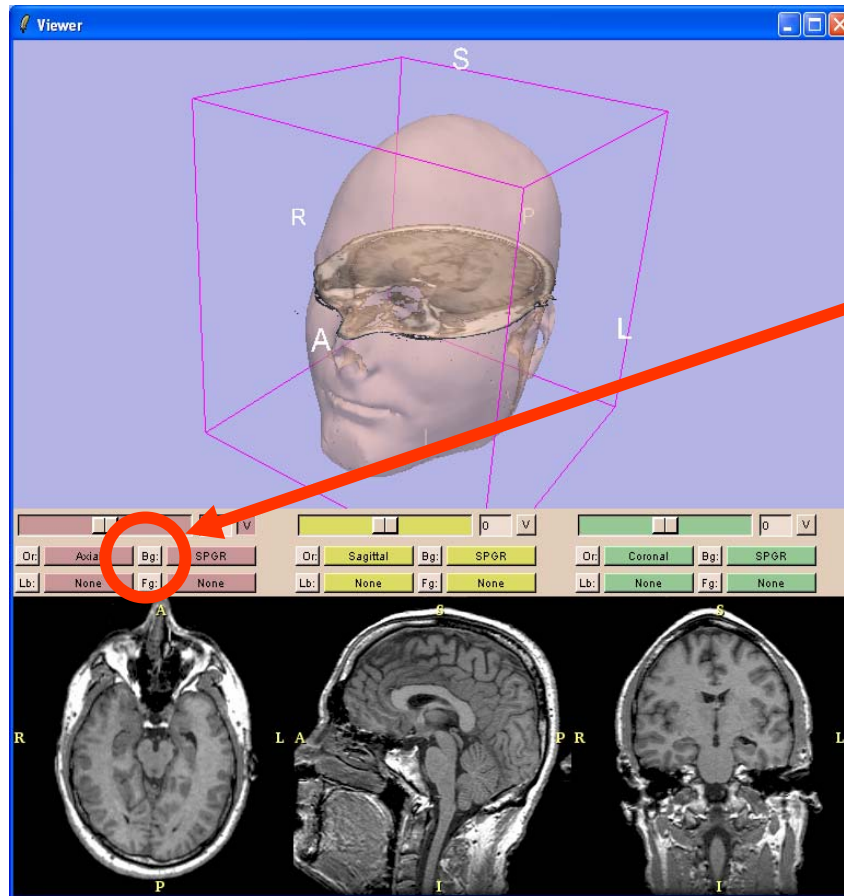 Viewer
S
R
P
A
L
I
V
0 V
0 V
Or: Axial Bg: SPGR
Or: Sagittal Bg: SPGR
Or: Coronal Bg: SPGR
Lb: None Fg: None
Lb: None Fg: None
Lb: None Fg: None
A
R L
P
S
A P
I
S
R L
I